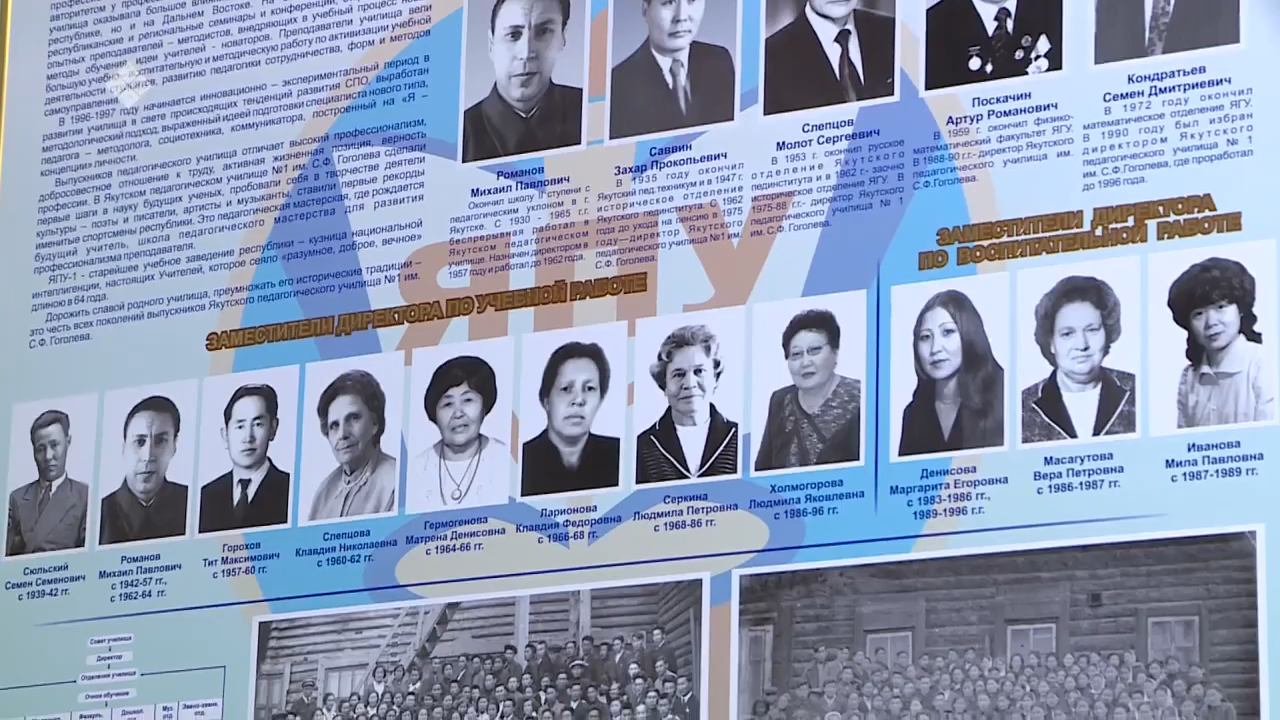 авторитетом у
училища оказывала большое
республике, но и на Дальнем Востоке. На
республиканские и региональные семинары и конференции,
опытных преподавателей – методистов, внедряющих в учебный процесс
методы обучения, идеи учителей - новаторов. Преподаватели училища вели
большую учебно-воспитательную и методическую работу по активизации учебной
деятельности студентов, развитию педагогики сотрудничества, форм и методов
самоуправления.
В 1996-1997 году начинается инновационно – экспериментальный период в
развитии училища в свете происходящих тенденций развития СПО, выработан
методологический подход, выраженный идеей подготовки специалиста нового типа,
педагога – методолога, социотехника, коммуникатора, построенный на «Я –
концепции» личности.
Выпускников педагогического училища отличает высокий профессионализм,
добросовестное отношение к труду, активная жизненная позиция, верность
профессии. В Якутском педагогическом училище №1 им. С.Ф. Гоголева сделали
первые шаги в науку будущих ученых, пробовали себя в творчестве деятели
культуры – поэты и писатели, артисты и музыканты, ставили первые рекорды
именитые спортсмены республики. Это педагогическая мастерская, где рождается
будущий учитель, школа педагогического мастерства для развития
профессионализма преподавателя.
ЯПУ-1 - старейшее учебное заведение республики – кузница национальной
интеллигенции, настоящих Учителей, которое сеяло «разумное, доброе, вечное»
длиною в 64 года.
Дорожить славой родного училища, преумножать его исторические традиции –
это честь всех поколений выпускников Якутского педагогического училища №1 им.
С.Ф. Гоголева.
Романов
Михаил Павлович
Окончил школу II ступени с
педагогическим уклоном в г.
Якутске. С 1930 - 1965 г.г.
беспрерывная работал в
Якутском педагогическом
училище. Назначен директором в
1957 году и работал до 1962 года.
Саввин
Захар Прокопьевич
В 1935 году окончил
Якутский пед.техникум и в 1947 г.
историческое отделение
Якутского пединститута. С 1962
года до ухода на пенсию в 1975
году—директор Якутского
педагогического училища №1 им.
С.Ф. Гоголева.
Слепцов
Молот Сергеевич
В 1953 г. окончил русское
отделение Якутского
пединститута и в 1962 г.- заочно
историческое отделение ЯГУ. В
1975-88 г.г.- директор Якутского
педагогического училища № 1
им. С.Ф. Гоголева.
Поскачин
Артур Романович
В 1959 г. окончил физико-
математический факультет ЯГУ.
В 1988-90 г.г.- директор Якутского
педагогического училища им.
С.Ф.Гоголева.
Кондратьев
Семен Дмитриевич
В 1972 году окончил
математическое отделение ЯГУ.
В 1990 году был избран
директором Якутского
педагогического училища № 1
им. С.Ф.Гоголева, где проработал
до 1996 года.
ЯПУ
ЗАМЕСТИТЕЛИ ДИРЕКТОРА ПО УЧЕБНОЙ РАБОТЕ
ЗАМЕСТИТЕЛИ ДИРЕКТОРА
ПО ВОСПИТАТЕЛЬНОЙ РАБОТЕ
Сюльский
Семен Семенович
с 1939-42 гг.
Романов
Михаил Павлович
с 1942-57 гг.,
с 1962-64 гг.
Горохов
Тит Максимович
с 1957-60 гг.
Слепцова
Клавдия Николаевна
с 1960-62 гг.
Гермогенова
Матрена Денисовна
с 1964-66 гг.
Ларионова
Клавдия Федоровна
с 1966-68 гг.
Серкина
Людмила Петровна
с 1968-86 гг.
Холмогорова
Людмила Яковлевна
с 1986-96 гг.
Денисова
Маргарита Егоровна
с 1983-1986 гг.,
1989-1996 г.г.
Масагутова
Вера Петровна
с 1986-1987 гг.
Иванова
Мила Павловна
с 1987-1989 гг.
Совет училища
Директор
Отделения училища
Очное обучение
Физкуль.
Дошкол.
отд.
Муз.
отд.